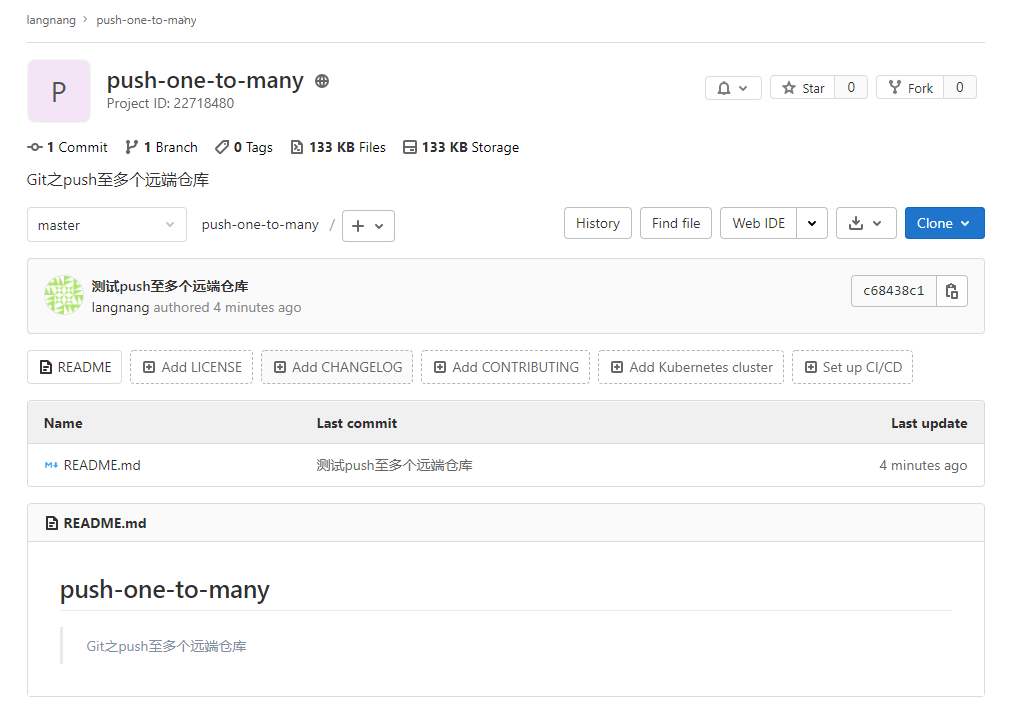 langnang › push-one-to-many
P
push-one-to-many
Project ID: 22718480
Star 0 Fork 0
1 Commit 1 Branch 0 Tags 133 KB Files 133 KB Storage
Git之push至多个远端仓库
master push-one-to-many / + History Find file Web IDE Clone
测试push至多个远端仓库
langnang authored 4 minutes ago
c68438c1
README Add LICENSE Add CHANGELOG Add CONTRIBUTING Add Kubernetes cluster Set up CI/CD
Name Last commit Last update
README.md 测试push至多个远端仓库 4 minutes ago
README.md
push-one-to-many
Git之push至多个远端仓库